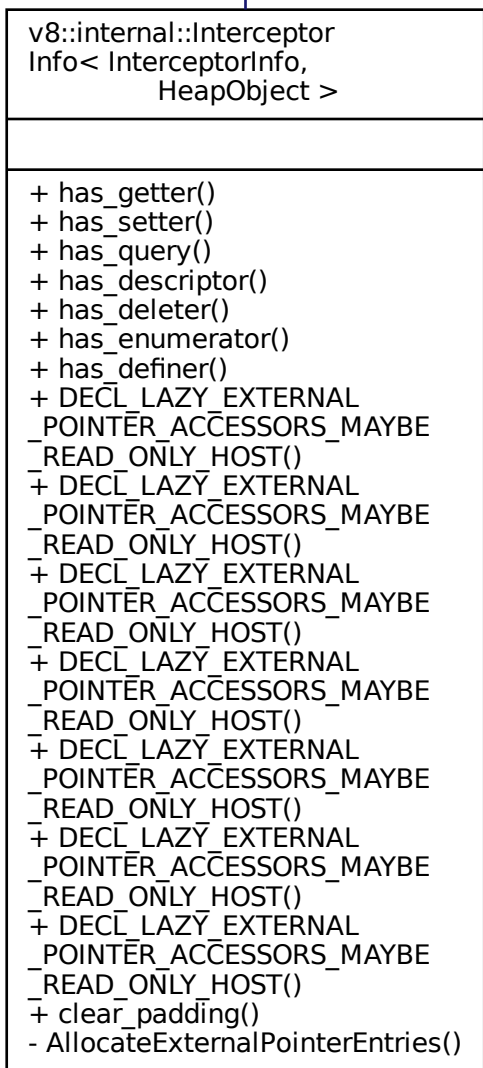 v8::internal::Interceptor
Info< InterceptorInfo,
HeapObject >
+ has_getter()
+ has_setter()
+ has_query()
+ has_descriptor()
+ has_deleter()
+ has_enumerator()
+ has_definer()
+ DECL_LAZY_EXTERNAL
_POINTER_ACCESSORS_MAYBE
_READ_ONLY_HOST()
+ DECL_LAZY_EXTERNAL
_POINTER_ACCESSORS_MAYBE
_READ_ONLY_HOST()
+ DECL_LAZY_EXTERNAL
_POINTER_ACCESSORS_MAYBE
_READ_ONLY_HOST()
+ DECL_LAZY_EXTERNAL
_POINTER_ACCESSORS_MAYBE
_READ_ONLY_HOST()
+ DECL_LAZY_EXTERNAL
_POINTER_ACCESSORS_MAYBE
_READ_ONLY_HOST()
+ DECL_LAZY_EXTERNAL
_POINTER_ACCESSORS_MAYBE
_READ_ONLY_HOST()
+ DECL_LAZY_EXTERNAL
_POINTER_ACCESSORS_MAYBE
_READ_ONLY_HOST()
+ clear_padding()
- AllocateExternalPointerEntries()